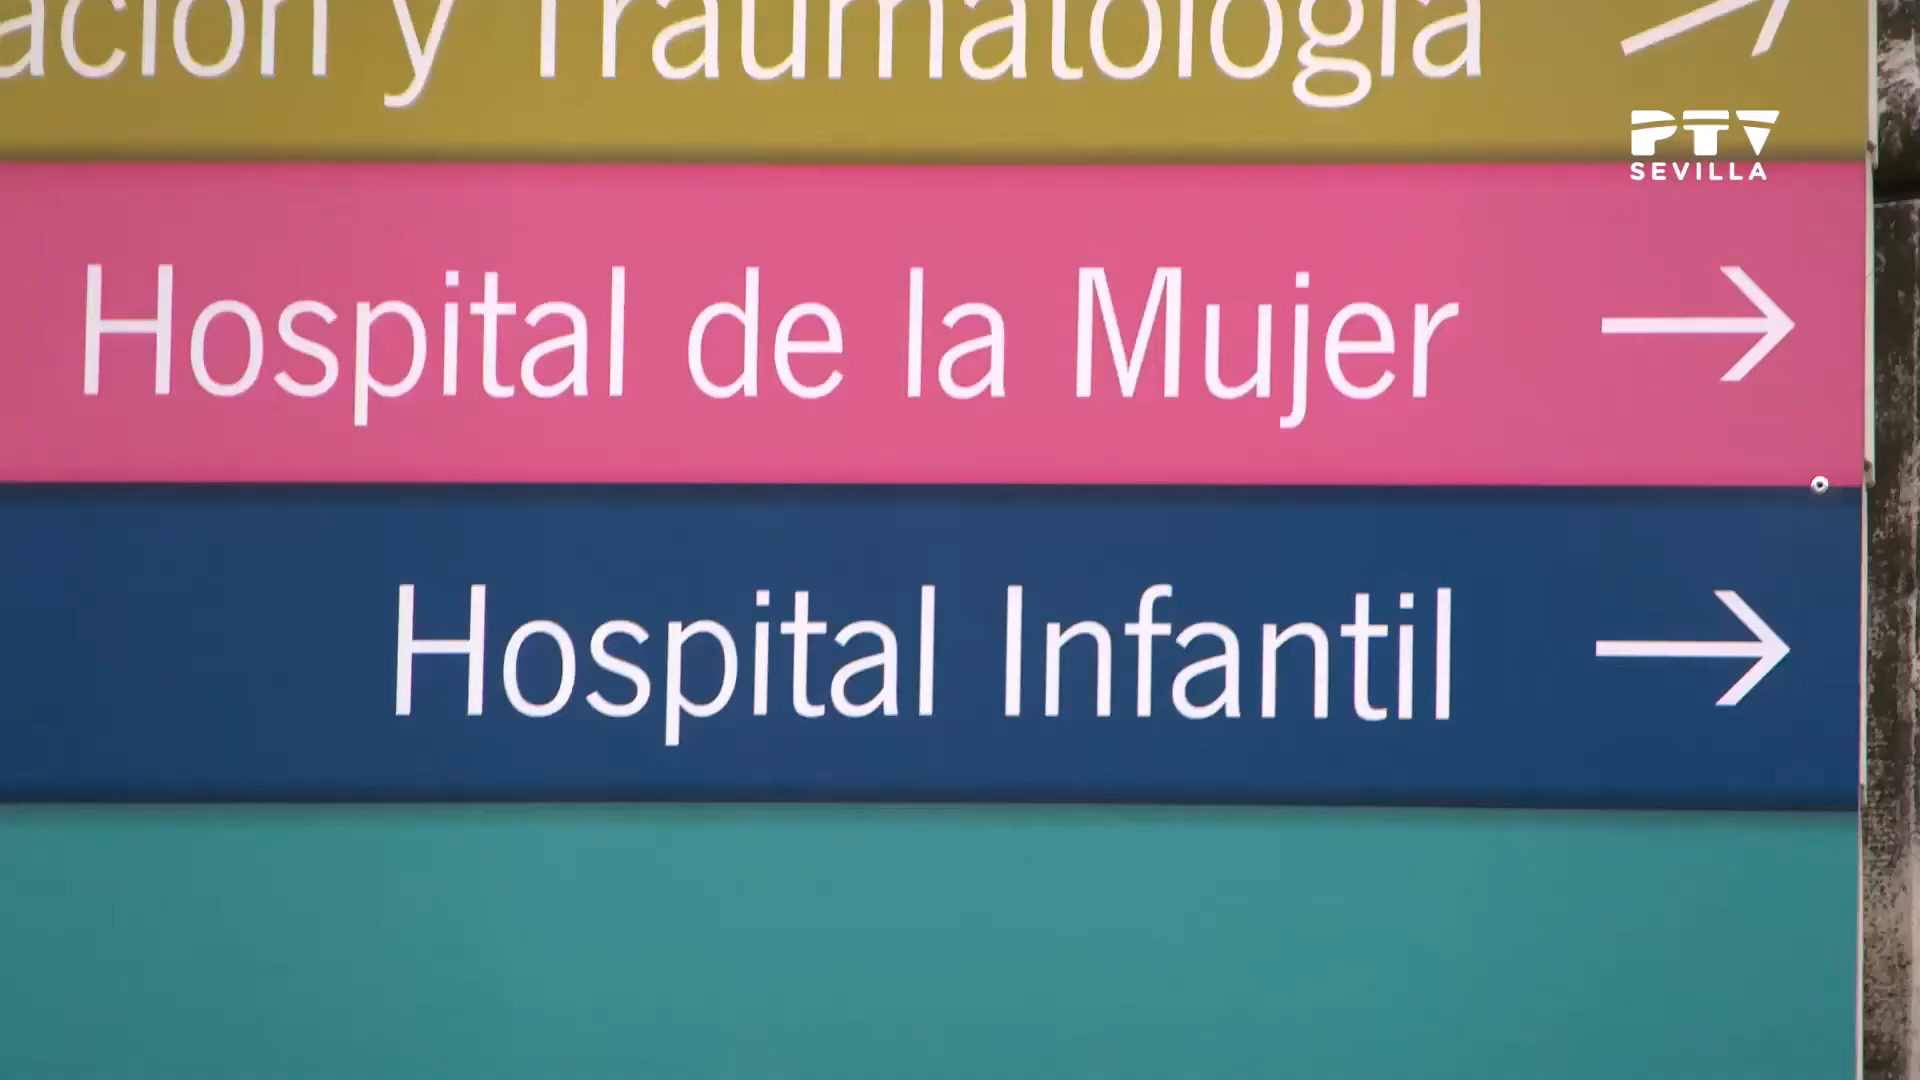 y Traumatología
PTV
SEVILLA
Hospital de la Mujer
Hospital Infantil